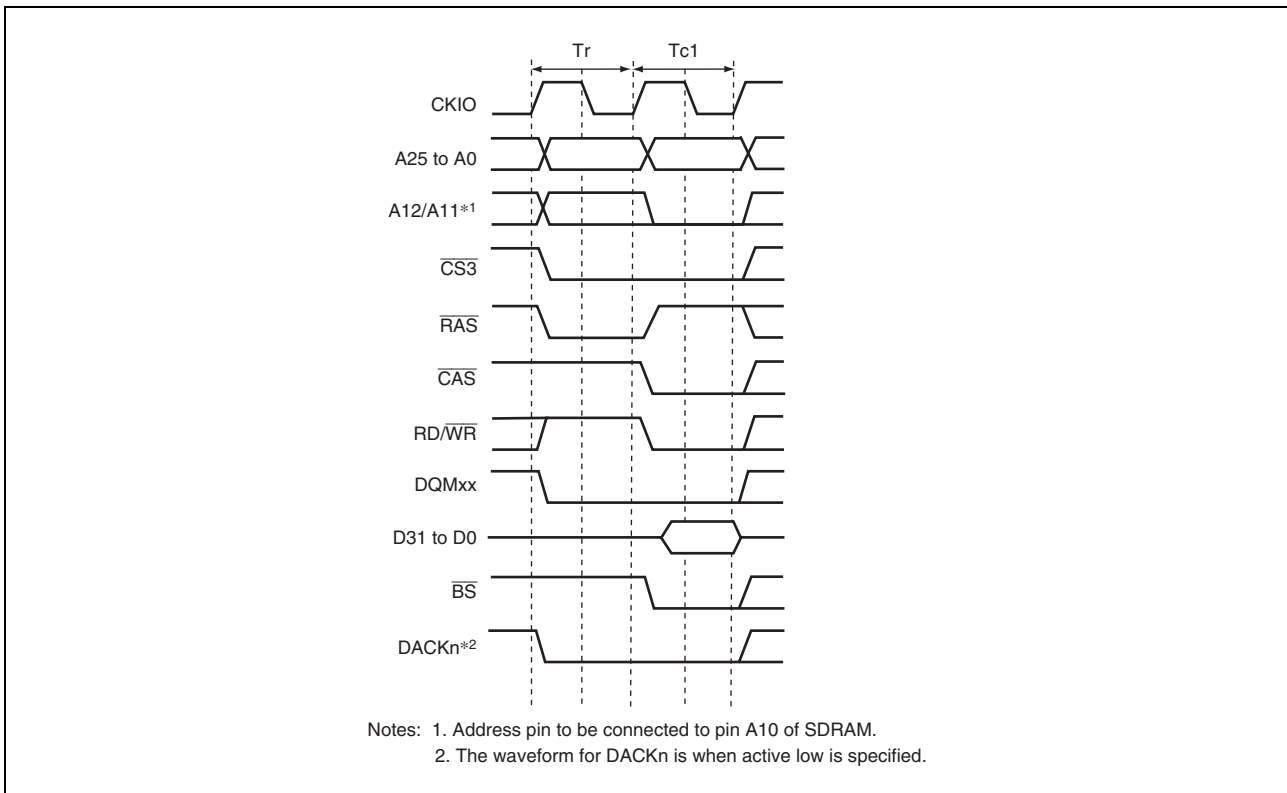 Tr Tc1
CKIO
A25 to A0
A12/A11*1
CS3
RAS
CAS
RD/WR
DQMxx
D31 to D0
BS
DACKn*2
Notes: 1. Address pin to be connected to pin A10 of SDRAM.
2. The waveform for DACKn is when active low is specified.